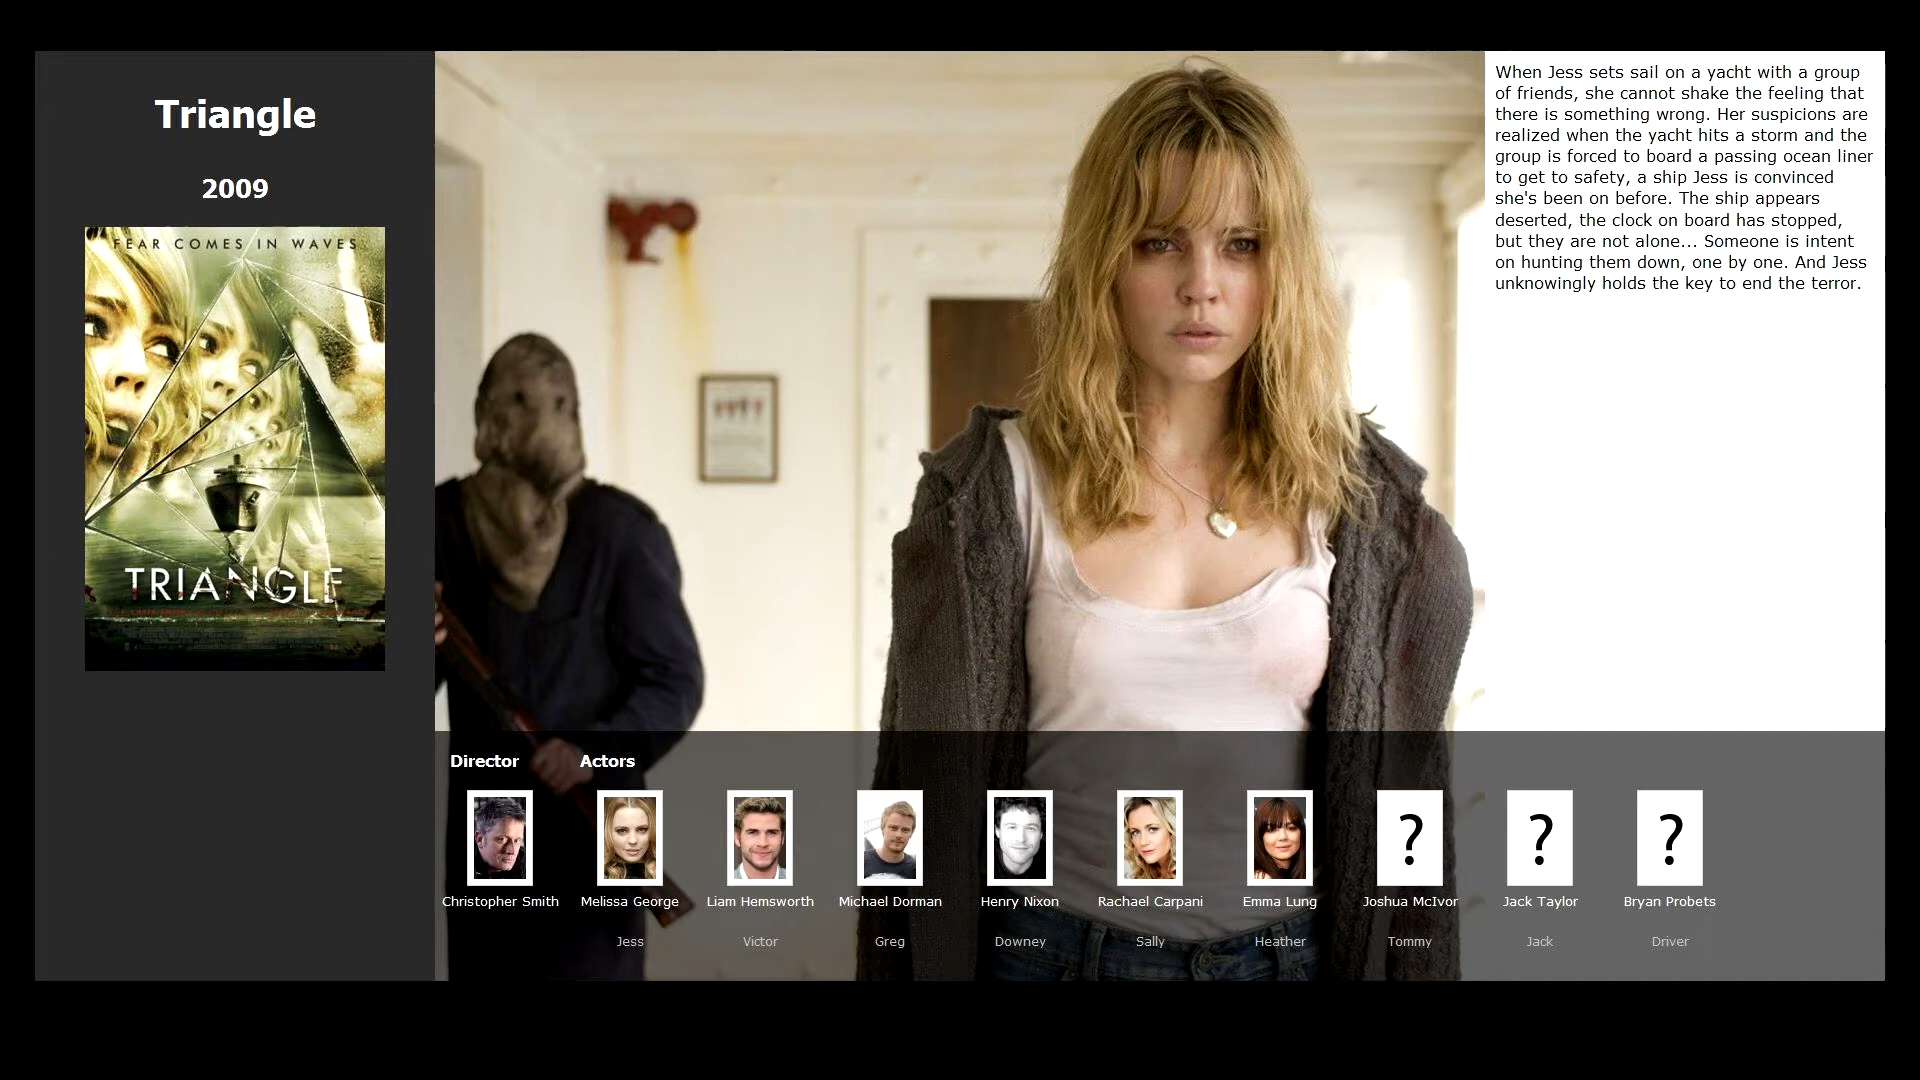 Triangle
2009
FEAR COMES IN WAVES
TRIANGLE
When Jess sets sail on a yacht with a group
of friends, she cannot shake the feeling that
there is something wrong. Her suspicions are
realized when the yacht hits a storm and the
group is forced to board a passing ocean liner
to get to safety, a ship Jess is convinced
she's been on before. The ship appears
deserted, the clock on board has stopped,
but they are not alone... Someone is intent
on hunting them down, one by one. And Jess
unknowingly holds the key to end the terror.
Director Actors
? ? ?
Christopher Smith Melissa George Liam Hemsworth Michael Dorman Henry Nixon Rachael Carpani Emma Lung Joshua McIvor Jack Taylor Bryan Probets
Jess Victor Greg Downey Sally Heather Tommy Jack Driver